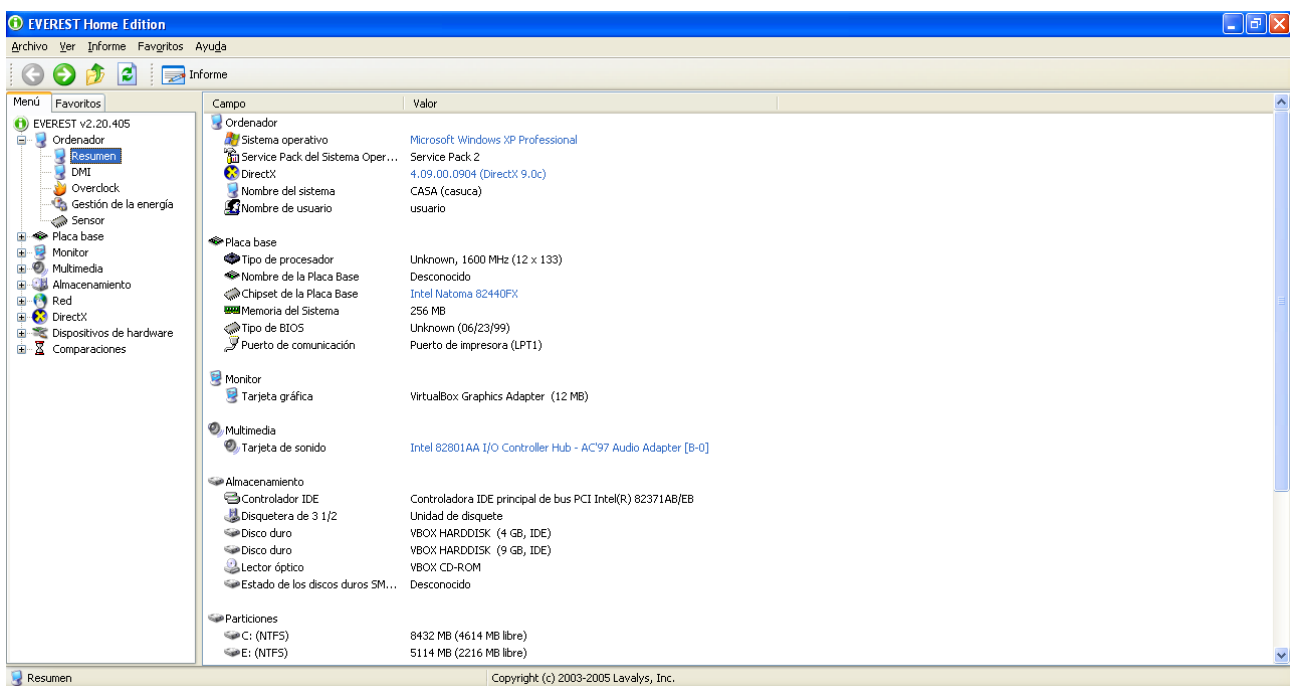 EVEREST Home Edition
Archivo Ver Informe Favoritos Ayuda
Informe
Menú Favoritos
EVEREST v2.20.405
Ordenador
Resumen
DMI
Overclock
Gestión de la energía
Sensor
Placa base
Monitor
Multimedia
Almacenamiento
Red
DirectX
Dispositivos de hardware
Comparaciones
Campo Valor
Ordenador
Sistema operativo Microsoft Windows XP Professional
Service Pack del Sistema Oper... Service Pack 2
DirectX 4.09.00.0904 (DirectX 9.0c)
Nombre del sistema CASA (casuca)
Nombre de usuario usuario
Placa base
Tipo de procesador Unknown, 1600 MHz (12 x 133)
Nombre de la Placa Base Desconocido
Chipset de la Placa Base Intel Natoma 82440FX
Memoria del Sistema 256 MB
Tipo de BIOS Unknown (06/23/99)
Puerto de comunicación Puerto de impresora (LPT1)
Monitor
Tarjeta gráfica VirtualBox Graphics Adapter (12 MB)
Multimedia
Tarjeta de sonido Intel 82801AA I/O Controller Hub - AC'97 Audio Adapter [B-0]
Almacenamiento
Controlador IDE Controladora IDE principal de bus PCI Intel(R) 82371AB/EB
Disquetera de 3 1/2 Unidad de disquete
Disco duro VBOX HARDDISK (4 GB, IDE)
Disco duro VBOX HARDDISK (9 GB, IDE)
Lector óptico VBOX CD-ROM
Estado de los discos duros SM... Desconocido
Particiones
C: (NTFS) 8432 MB (4614 MB libre)
E: (NTFS) 5114 MB (2216 MB libre)
Resumen Copyright (c) 2003-2005 Lavalys, Inc.